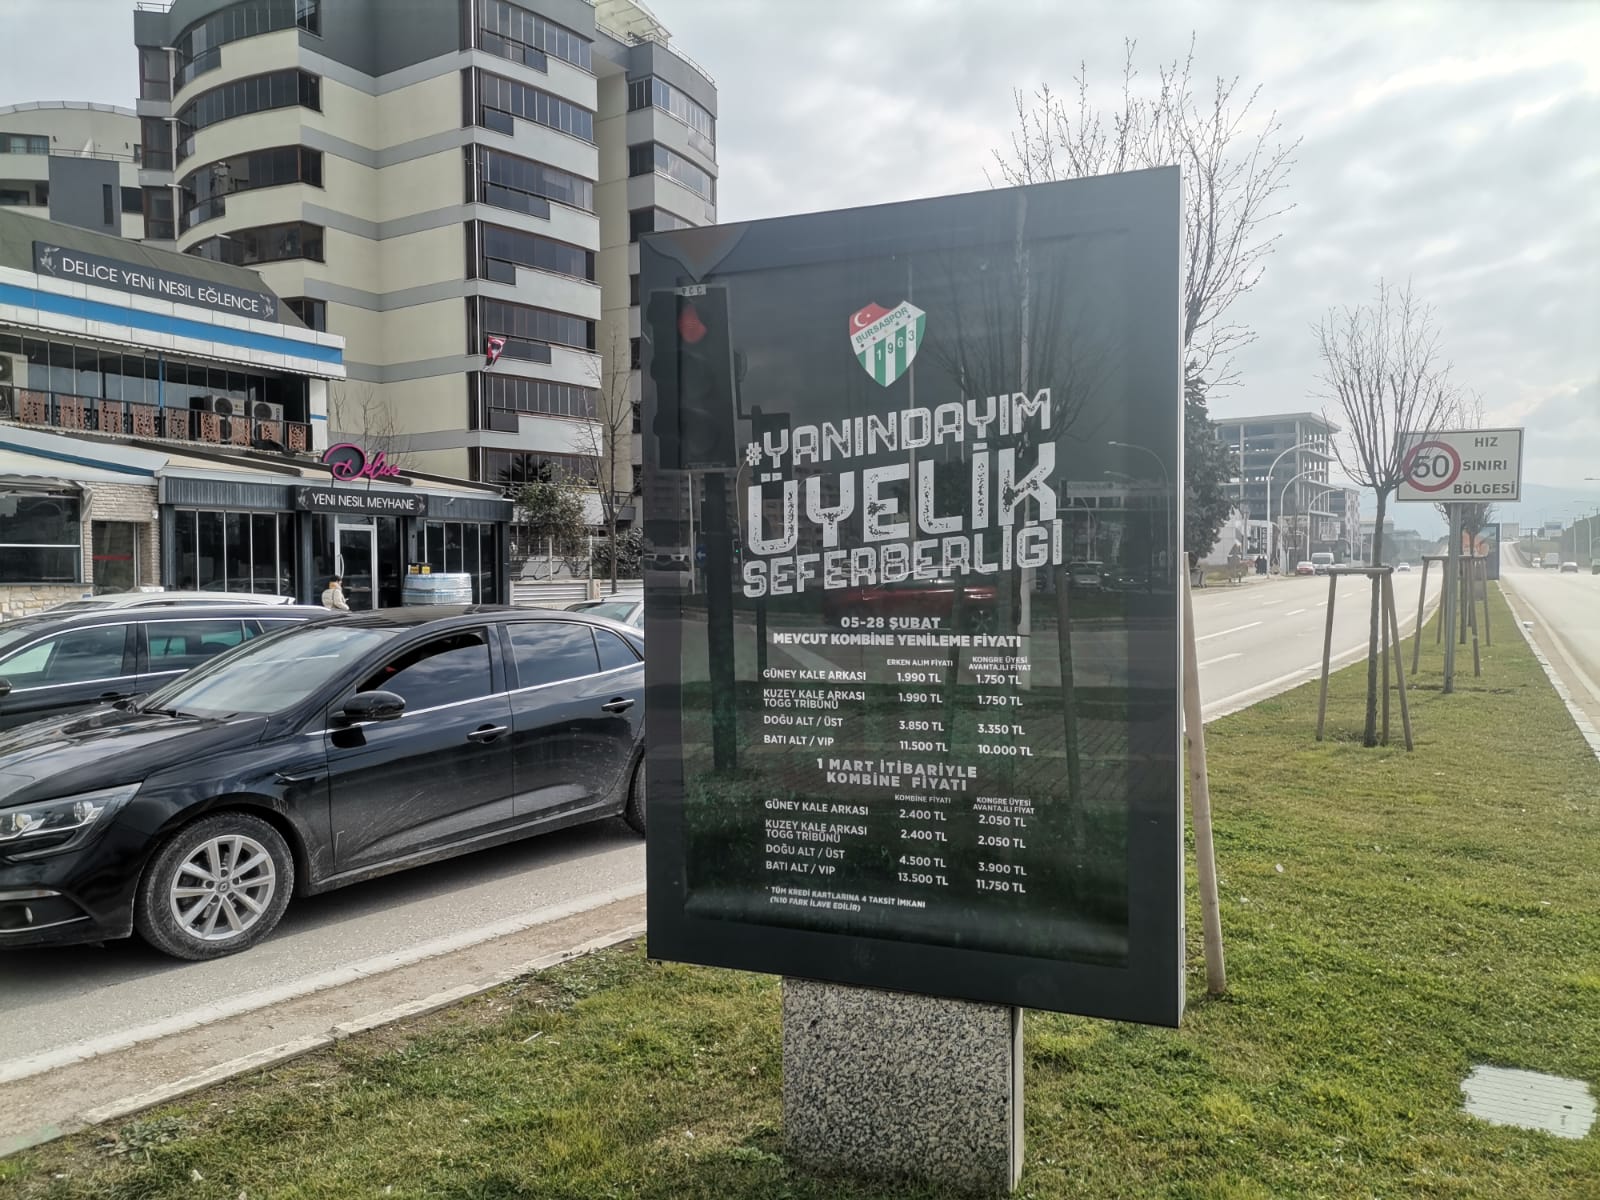 DELiCE YENi NESiL EĞLENCE
Delice
YENİ NESİL MEYHANE
BURSASPOR
1963
#YANINDAYIM
ÜYELİK
SEFERBERLİĞİ
05-28 ŞUBAT
MEVCUT KOMBİNE YENİLEME FİYATI
ERKEN ALIM FİYATI KONGRE ÜYESİ AVANTAJLI FİYAT
GÜNEY KALE ARKASI 1.990 TL 1.750 TL
KUZEY KALE ARKASI TOGG TRİBÜNÜ 1.990 TL 1.750 TL
DOĞU ALT / ÜST 3.850 TL 3.350 TL
BATI ALT / VIP 11.500 TL 10.000 TL
1 MART İTİBARİYLE
KOMBİNE FİYATI
KOMBİNE FİYATI KONGRE ÜYESİ AVANTAJLI FİYAT
GÜNEY KALE ARKASI 2.400 TL 2.050 TL
KUZEY KALE ARKASI TOGG TRİBÜNÜ 2.400 TL 2.050 TL
DOĞU ALT / ÜST 4.500 TL 3.900 TL
BATI ALT / VIP 13.500 TL 11.750 TL
* TÜM KREDİ KARTLARINA 4 TAKSİT İMKANI
(%10 FARK İLAVE EDİLİR)
HIZ
50 SINIRI
BÖLGESİ